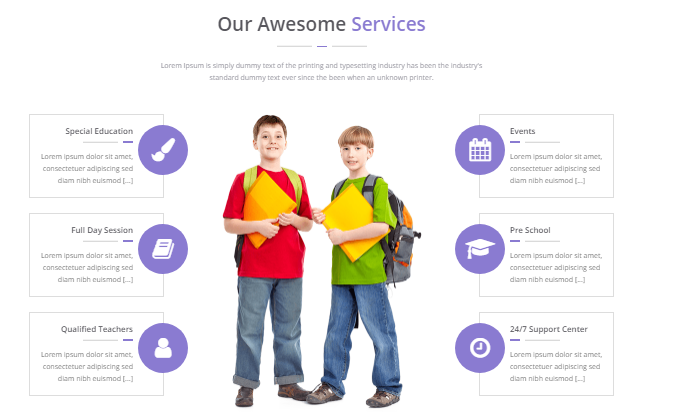 Our Awesome Services
Lorem Ipsum is simply dummy text of the printing and typesetting industry has been the industry's
standard dummy text ever since the been when an unknown printer.
Special Education
Lorem ipsum dolor sit amet,
consectetuer adipiscing sed
diam nibh euismod [...]
Full Day Session
Lorem ipsum dolor sit amet,
consectetuer adipiscing sed
diam nibh euismod [...]
Qualified Teachers
Lorem ipsum dolor sit amet,
consectetuer adipiscing sed
diam nibh euismod [...]
Events
Lorem ipsum dolor sit amet,
consectetuer adipiscing sed
diam nibh euismod [...]
Pre School
Lorem ipsum dolor sit amet,
consectetuer adipiscing sed
diam nibh euismod [...]
24/7 Support Center
Lorem ipsum dolor sit amet,
consectetuer adipiscing sed
diam nibh euismod [...]